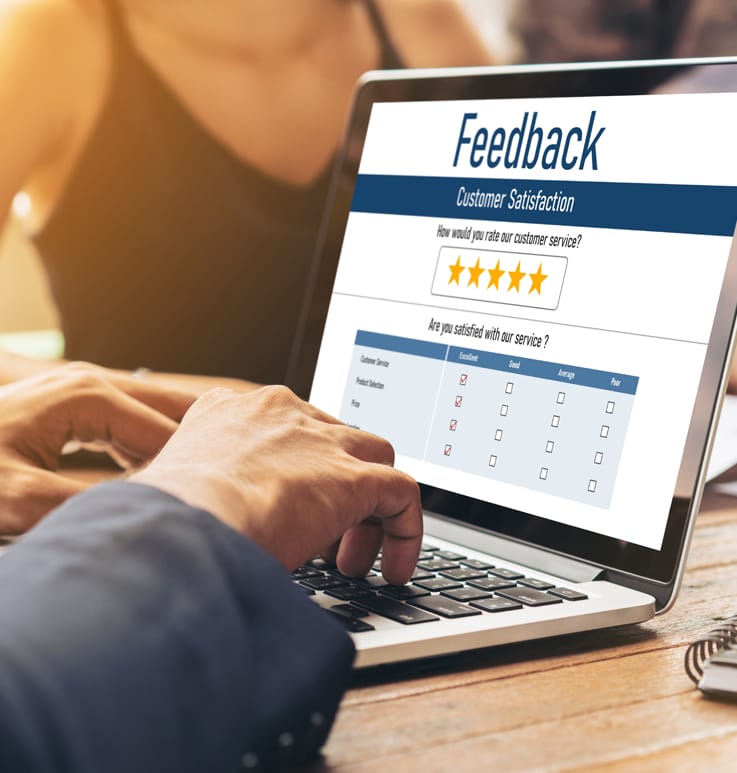 Feedback
Customer Satisfaction
How would you rate our customer service?
Are you satisfied with our service ?
Excellent Good Average Poor
Customer Service
Product Selection
Price